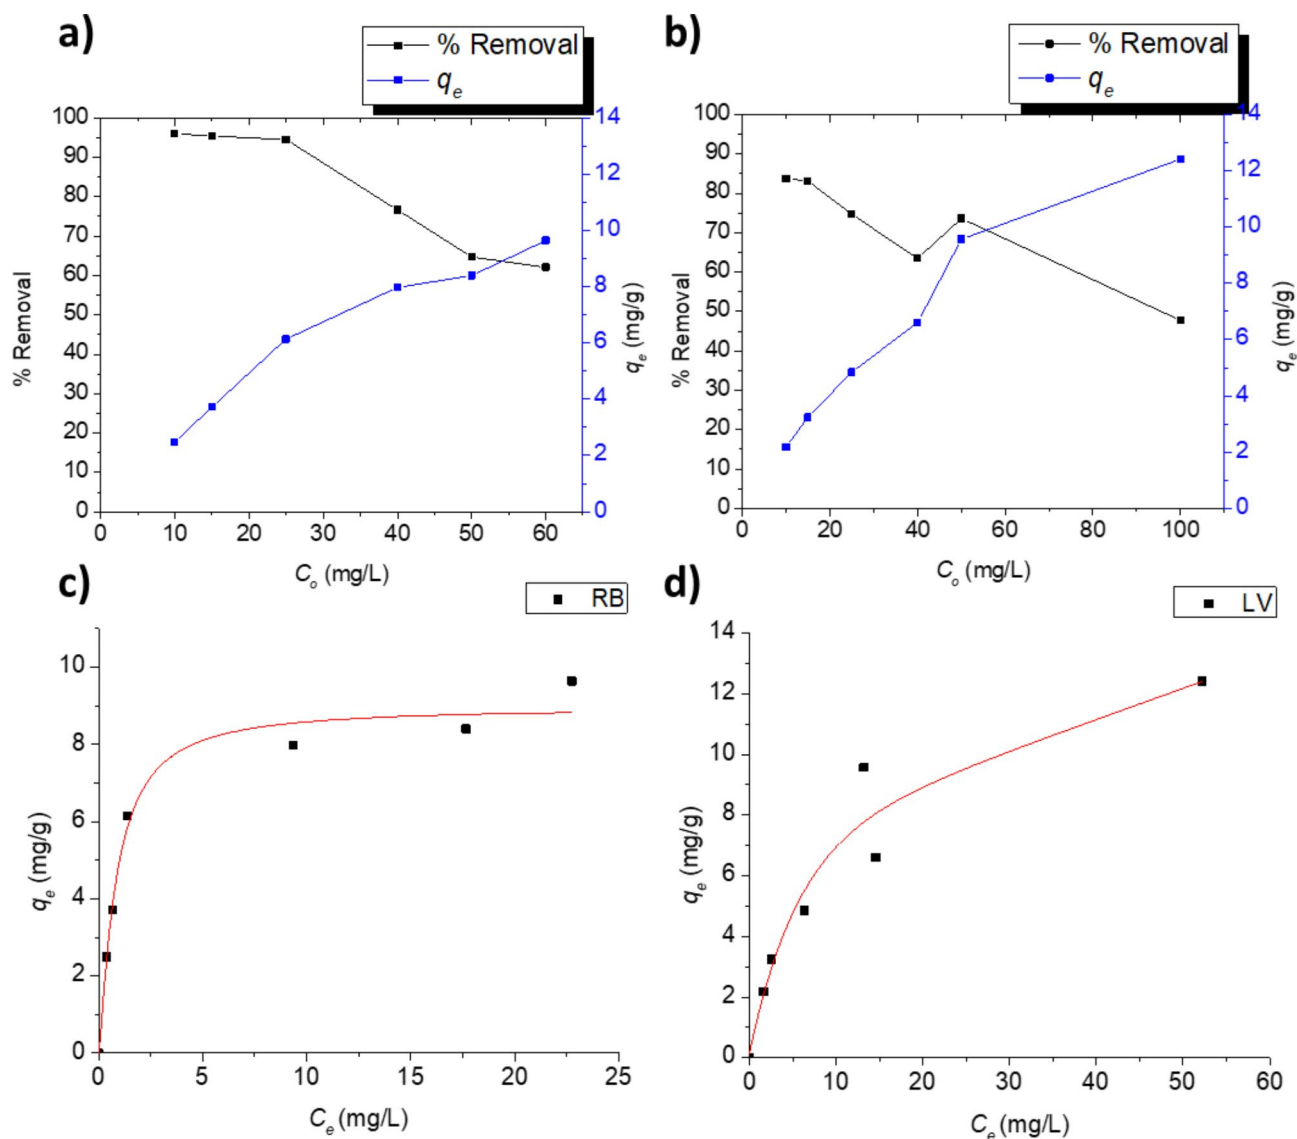 a)
% Removal
qe
100
90
80
70
60
50
40
30
20
10
0
14
12
10
8
6
4
2
0
0 10 20 30 40 50 60
% Removal
qe (mg/g)
Co (mg/L)
b)
% Removal
qe
100
90
80
70
60
50
40
30
20
10
0
14
12
10
8
6
4
2
0
0 20 40 60 80 100
% Removal
qe (mg/g)
Co (mg/L)
c)
RB
10
8
6
4
2
0
0 5 10 15 20 25
qe (mg/g)
Ce (mg/L)
d)
LV
14
12
10
8
6
4
2
0
0 10 20 30 40 50 60
qe (mg/g)
Ce (mg/L)